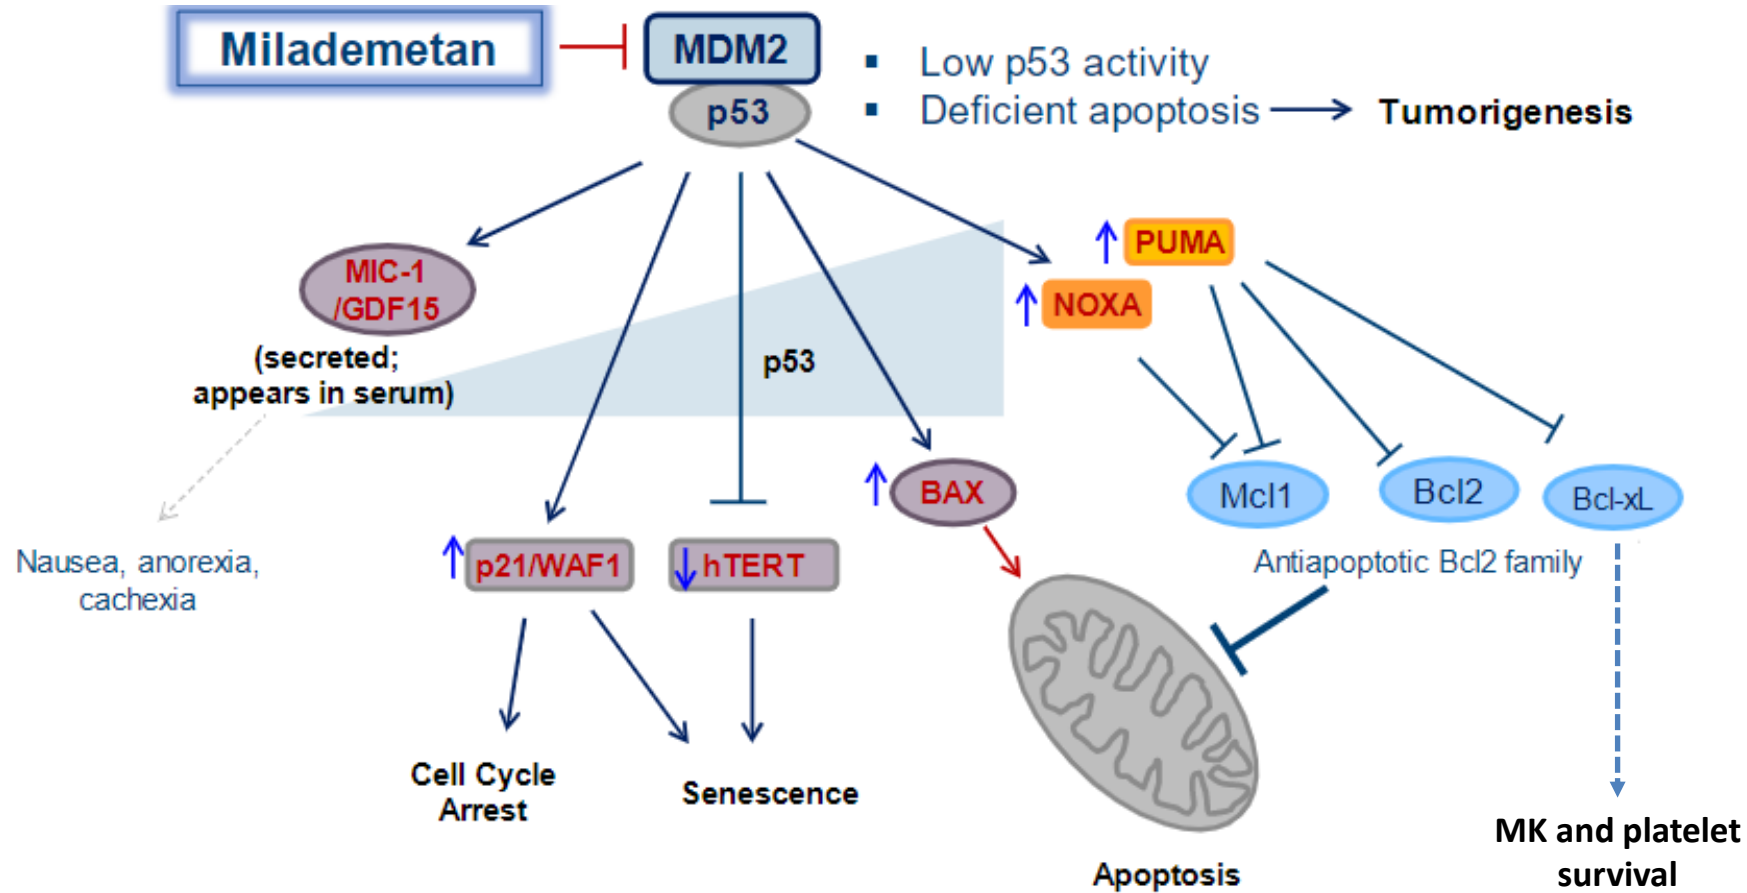 Milademetan
MDM2
p53
▪ Low p53 activity
▪ Deficient apoptosis
Tumorigenesis
MIC-1
/GDF15
(secreted;
appears in serum)
Nausea, anorexia,
cachexia
p53
PUMA
NOXA
BAX
Mcl1
Bcl2
Bcl-xL
Antiapoptotic Bcl2 family
p21/WAF1
hTERT
Cell Cycle
Arrest
Senescence
Apoptosis
MK and platelet
survival